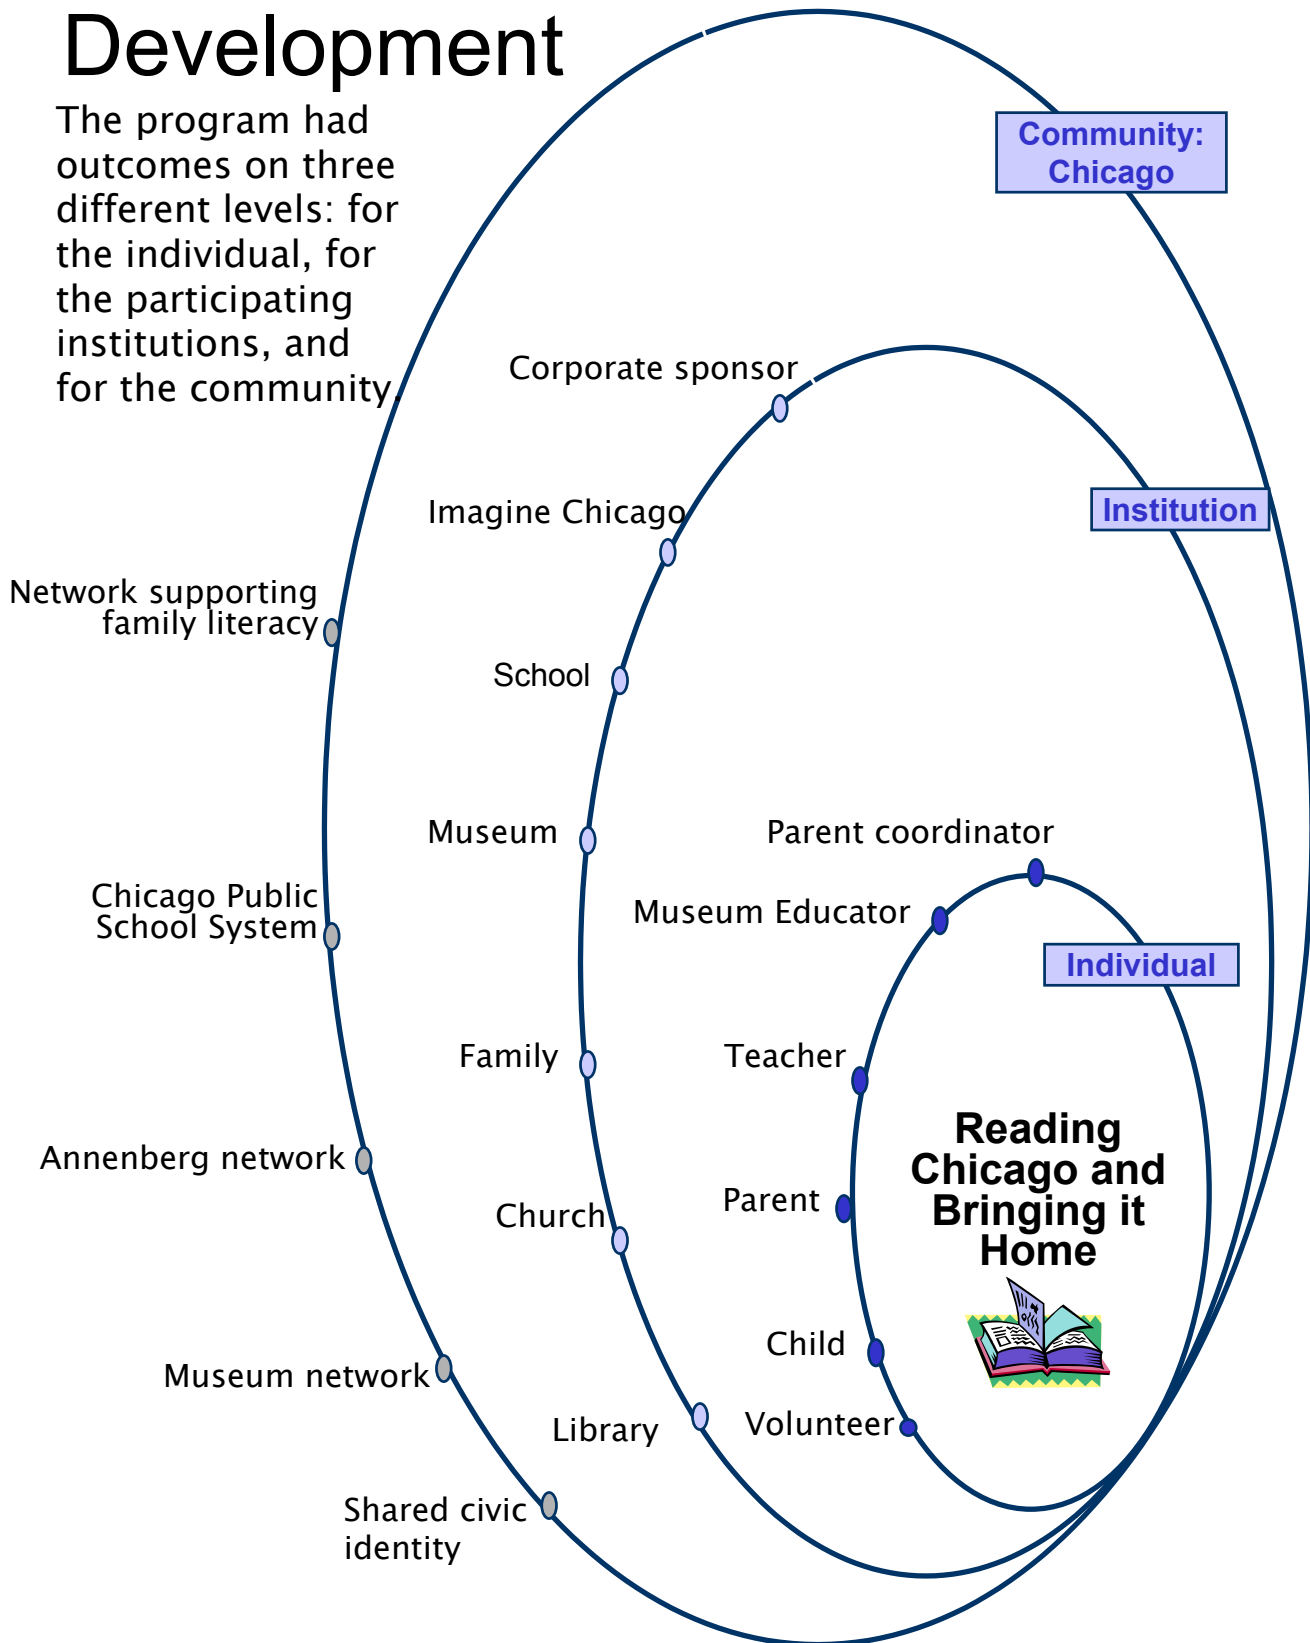 Development
The program had
outcomes on three
different levels: for
the individual, for
the participating
institutions, and
for the community.
Community:
Chicago
Corporate sponsor
Institution
Imagine Chicago
Network supporting
family literacy
School
Museum
Parent coordinator
Chicago Public
School System
Museum Educator
Individual
Family
Teacher
Reading
Chicago and
Bringing it
Home
Annenberg network
Parent
Church
Child
Museum network
Library
Volunteer
Shared civic
identity